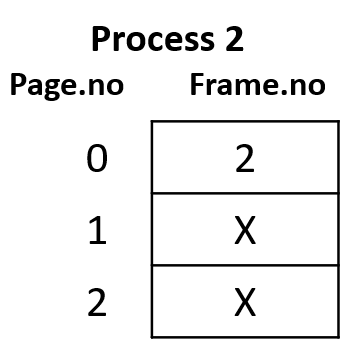 Process 2
Page.no Frame.no
0 2
1 X
2 X